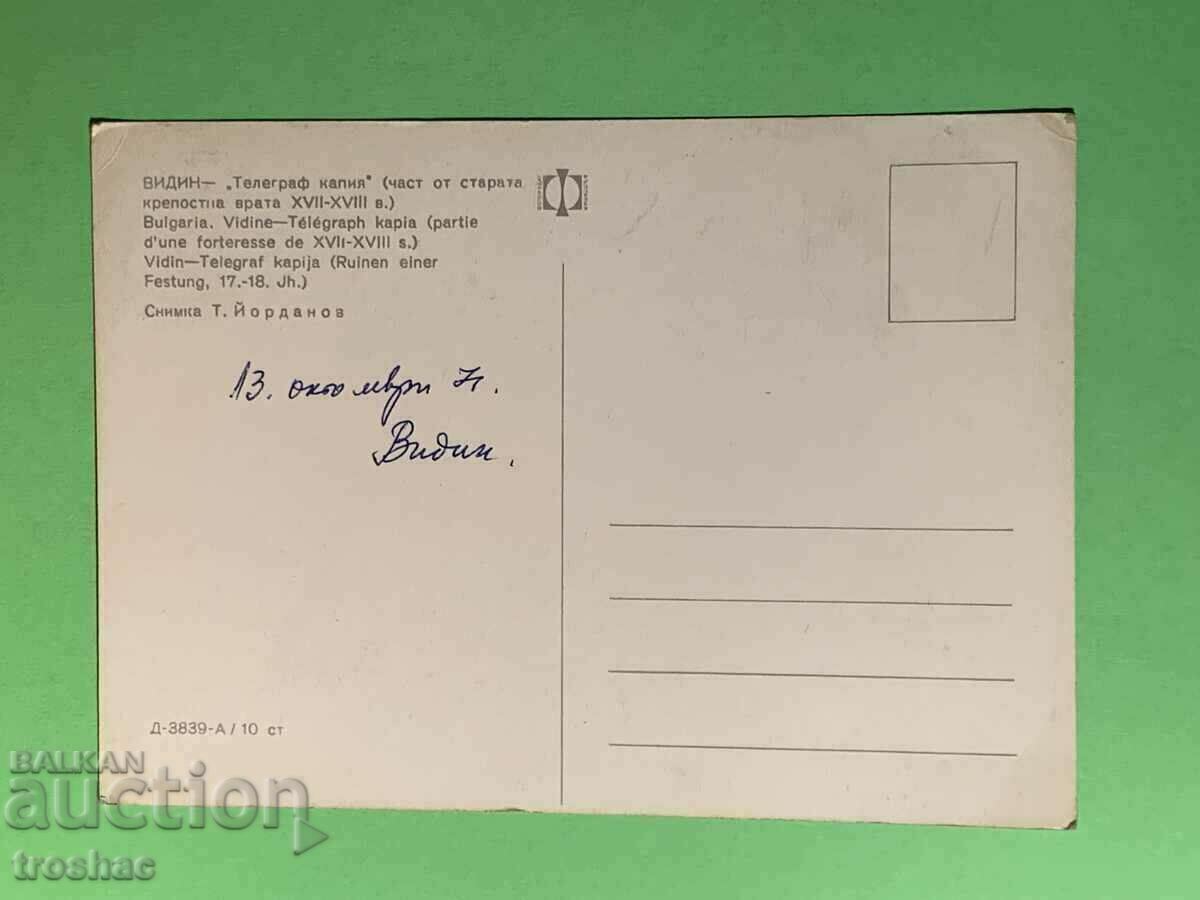 ВИДИН— „Телеграф капия" (част от старата
крепостна врата XVII-XVIII в.)
Bulgaria. Vidine—Télégraph kapia (partie
d'une forteresse de XVII-XVIII s.)
Vidin—Telegraf kapija (Ruinen einer
Festung, 17.-18. Jh.)
Снимка Т. Йорданов
13. октомври
Видин.
Д-3839-А / 10 ст
BALKAN
auction
troshac